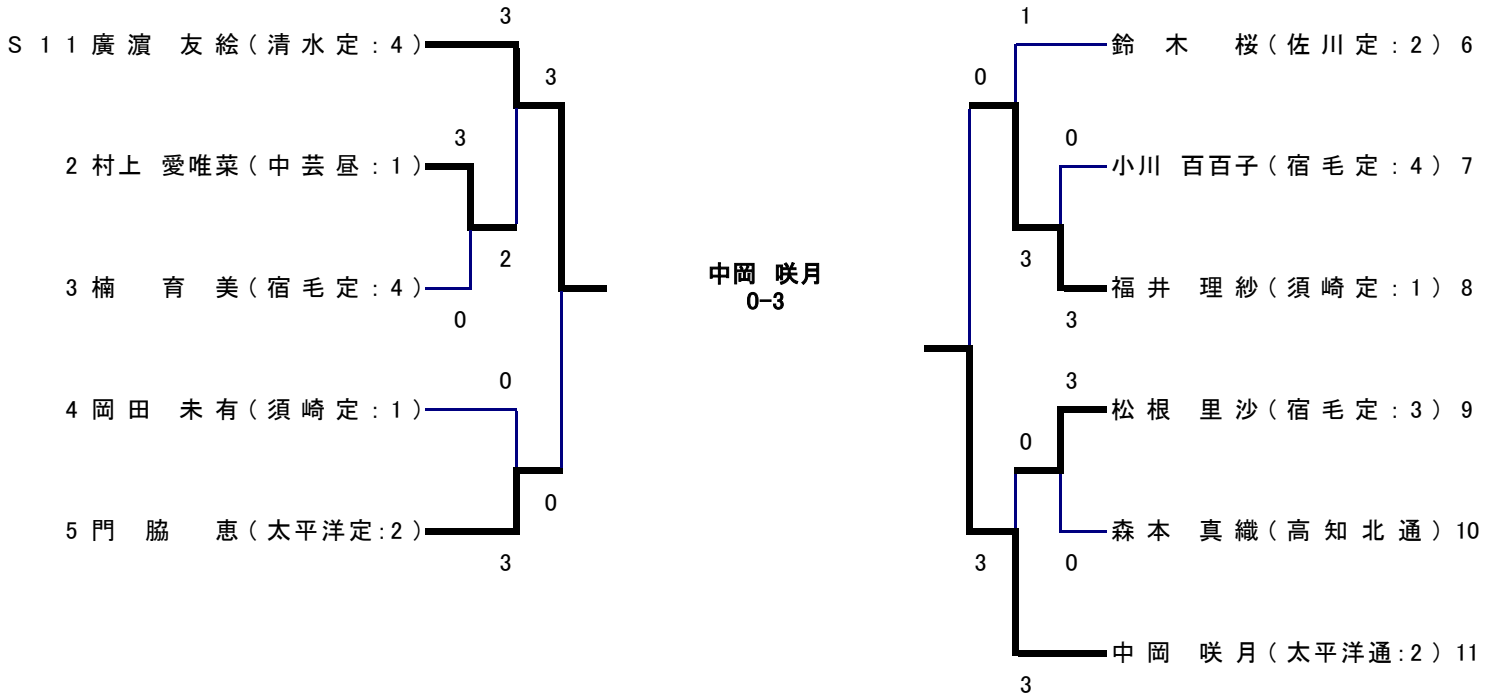 3
S 1 1 廣濵 友絵(清水定:4)
3
3
2 村上 愛唯菜(中芸昼:1)
2
3 楠 育美(宿毛定:4)
0
0
4 岡田 未有(須崎定:1)
0
5 門脇 恵(太平洋定:2)
3
中岡 咲月
0-3
1
鈴木 桜(佐川定:2) 6
0
0
小川 百百子(宿毛定:4) 7
3
福井 理紗(須崎定:1) 8
3
3
松根 里沙(宿毛定:3) 9
0
森本 真織(高知北通) 10
3
0
中岡 咲月(太平洋通:2) 11
3